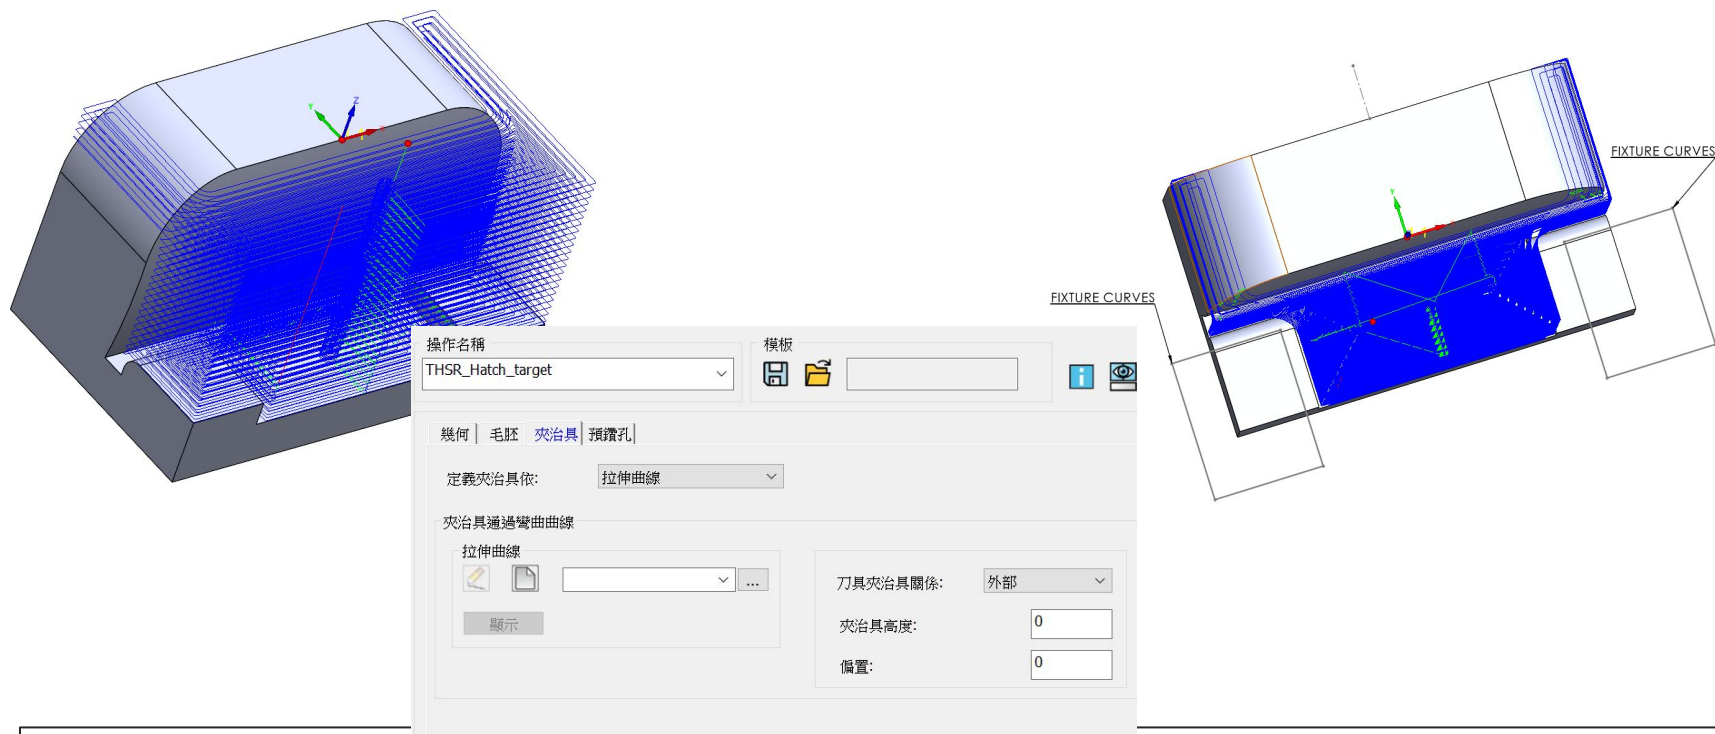 FIXTURE CURVES
FIXTURE CURVES
操作名稱
模板
THSR_Hatch_target
幾何 毛胚 夾治具 預鑽孔
定義夾治具依: 拉伸曲線
夾治具通過彎曲曲線
拉伸曲線
...
顯示
刀具夾治具關係: 外部
夾治具高度: 0
偏置: 0
Y
Z
Y